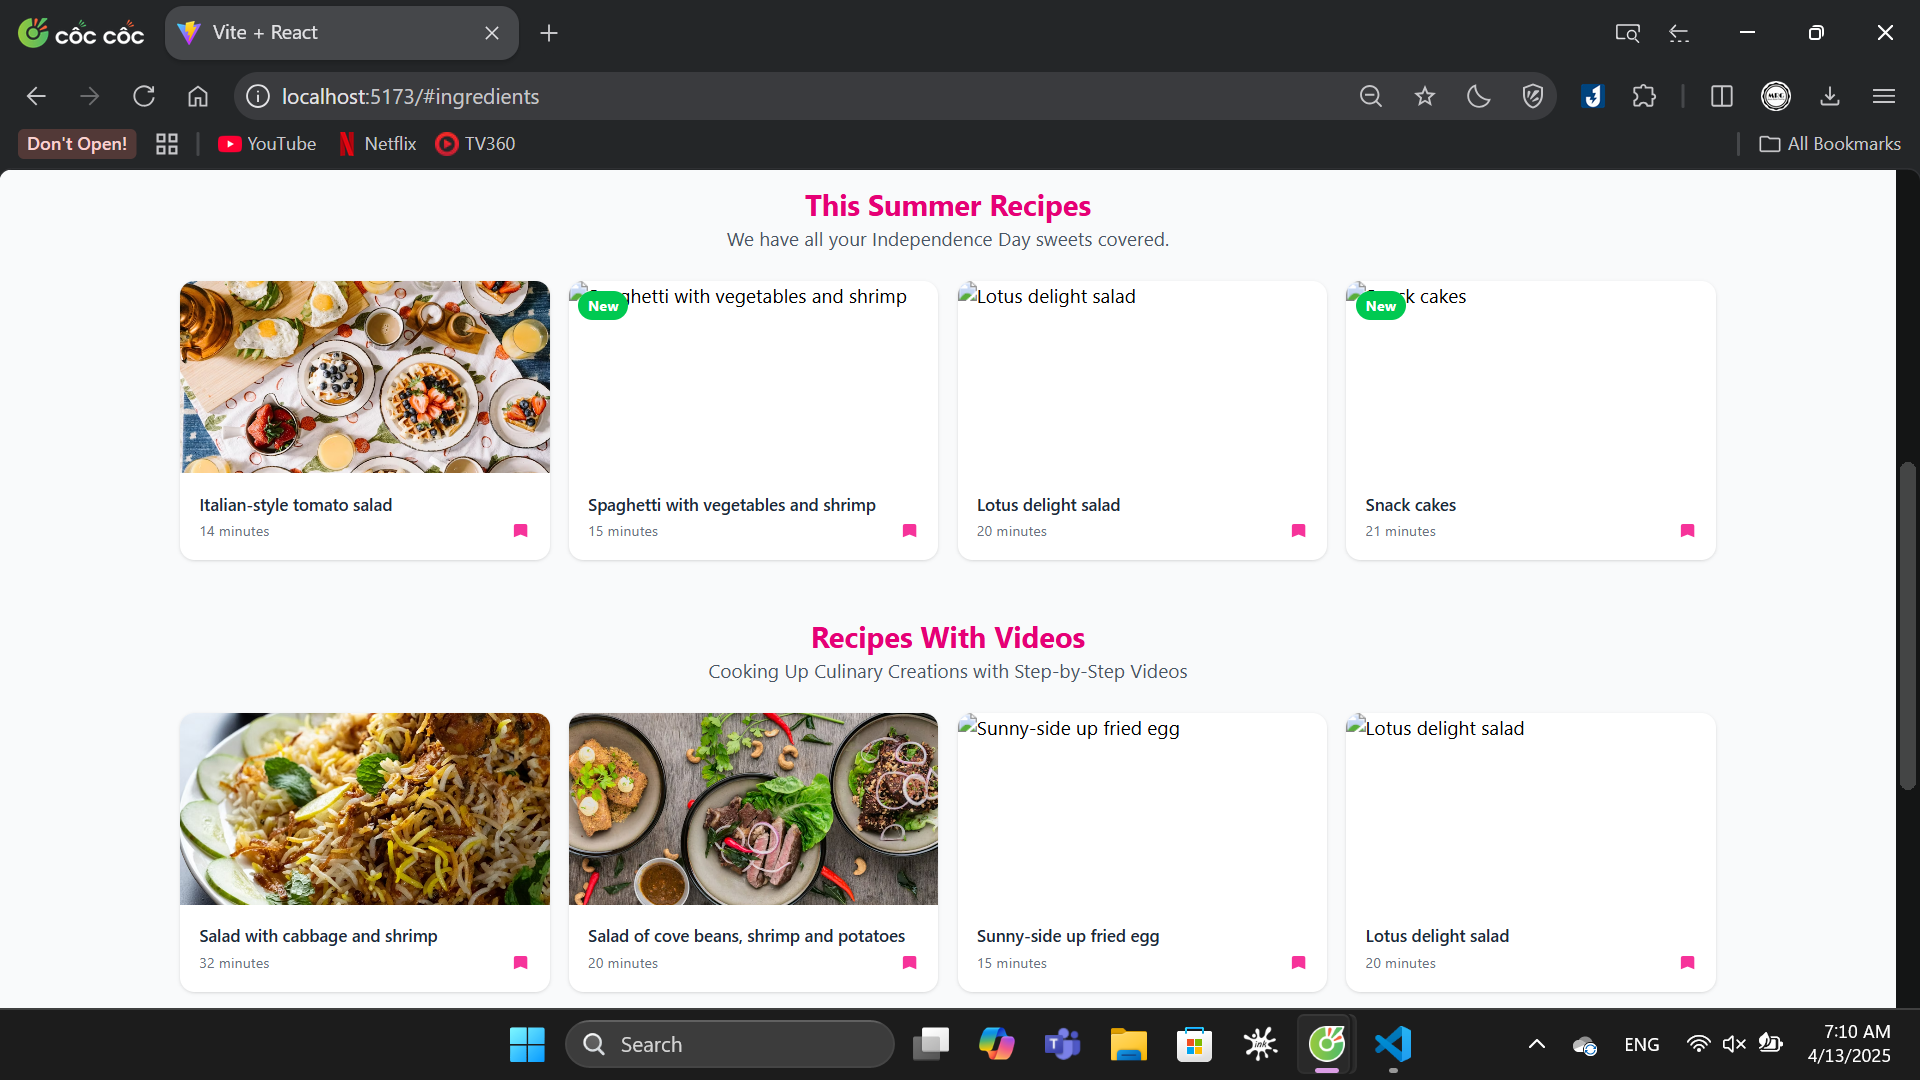 cốc cốc
Vite + React
localhost:5173/#ingredients
Don't Open!
YouTube
Netflix
TV360
All Bookmarks
This Summer Recipes
We have all your Independence Day sweets covered.
Spaghetti with vegetables and shrimp
New
Lotus delight salad
Snack cakes
New
Italian-style tomato salad
14 minutes
Spaghetti with vegetables and shrimp
15 minutes
Lotus delight salad
20 minutes
Snack cakes
21 minutes
Recipes With Videos
Cooking Up Culinary Creations with Step-by-Step Videos
Sunny-side up fried egg
Lotus delight salad
Salad with cabbage and shrimp
32 minutes
Salad of cove beans, shrimp and potatoes
20 minutes
Sunny-side up fried egg
15 minutes
Lotus delight salad
20 minutes
Search
ink
ENG
7:10 AM
4/13/2025